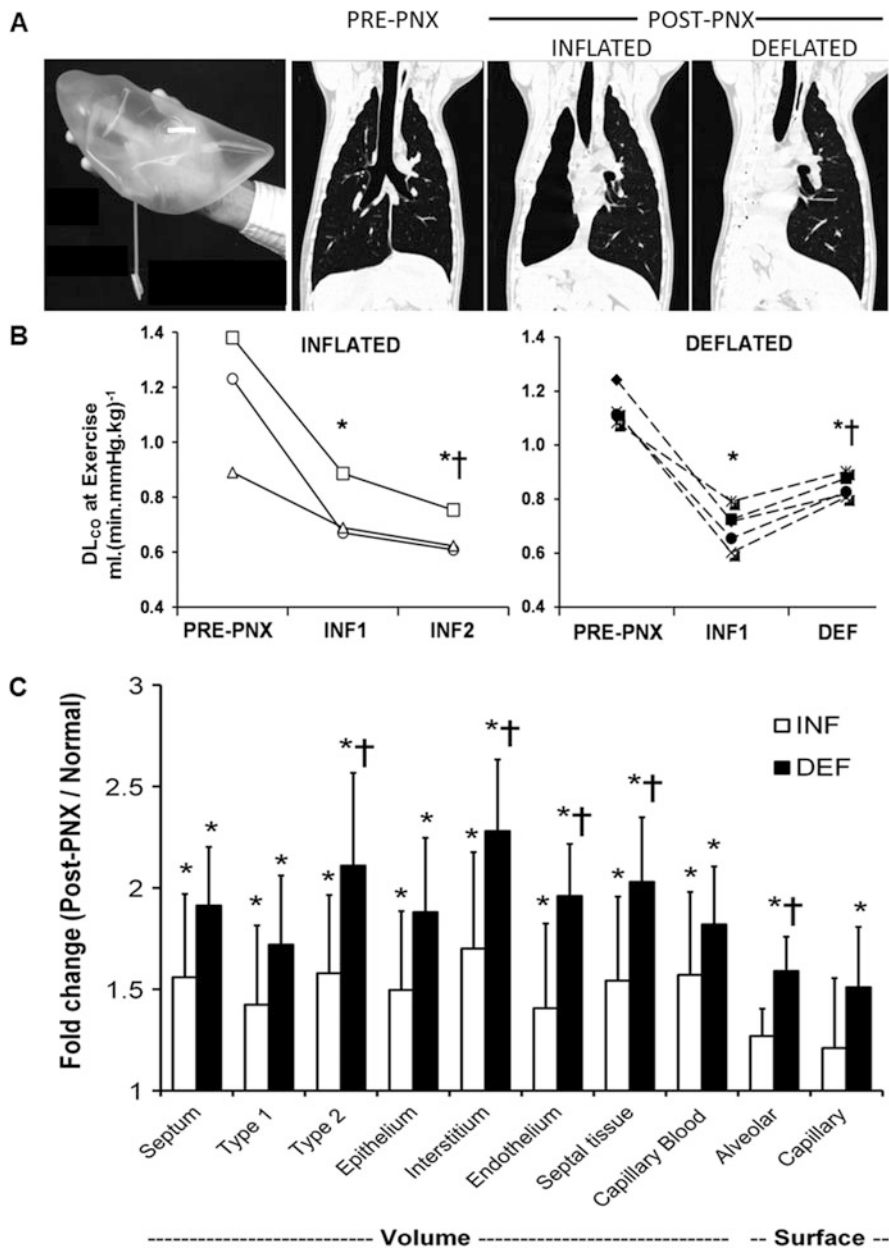 A
PRE-PNX
POST-PNX
INFLATED
DEFLATED
B
INFLATED
DL_CO at Exercise
ml.(min.mmHg.kg)^-1
1.4
1.2
1.0
0.8
0.6
0.4
*
*†
PRE-PNX INF1 INF2
DEFLATED
1.4
1.2
1.0
0.8
0.6
0.4
*
*†
PRE-PNX INF1 DEF
C
Fold change (Post-PNX / Normal)
3
2.5
2
1.5
1
INF
DEF
* * * * * *† * * * *† * *† * *† * * *† *
Septum
Type 1
Type 2
Epithelium
Interstitium
Endothelium
Septal tissue
Capillary Blood
Alveolar
Capillary
Volume
Surface